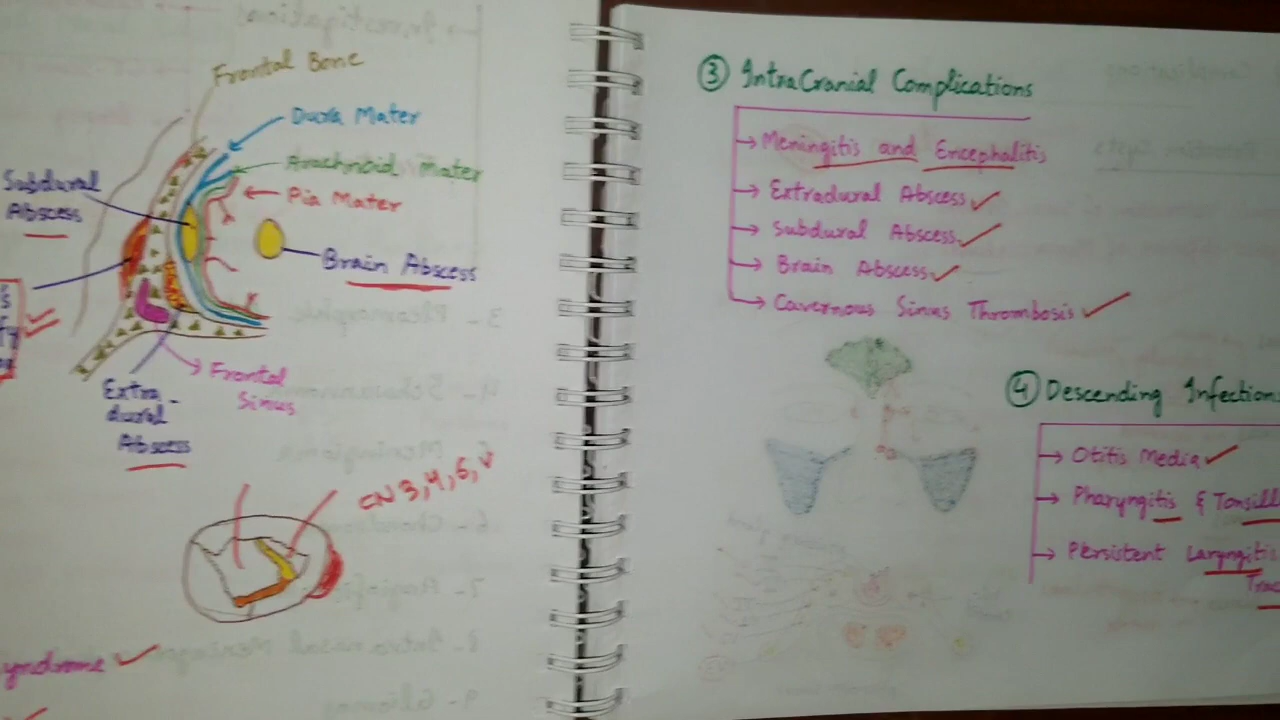 Frontal Bone
Dura Mater
Arachnoid Mater
Pia Mater
Subdural
Abscess
Brain Abscess
Frontal
Sinus
Extra-
dural
Abscess
CN 3, 4, 6, V
yndrome
③ IntraCranial Complications
→ Meningitis and Encephalitis
→ Extradural Abscess
→ Subdural Abscess
→ Brain Abscess
→ Cavernous Sinus Thrombosis
④ Descending Infection
→ Otitis Media
→ Pharyngitis & Tonsill
→ Persistent Laryngitis